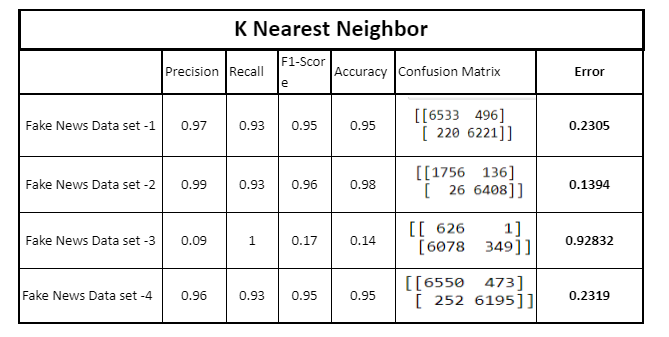 K Nearest Neighbor
Precision Recall F1-Scor
e Accuracy Confusion Matrix Error
Fake News Data set -1 0.97 0.93 0.95 0.95 [[6533 496]
[ 220 6221]] 0.2305
Fake News Data set -2 0.99 0.93 0.96 0.98 [[1756 136]
[ 26 6408]] 0.1394
Fake News Data set -3 0.09 1 0.17 0.14 [[ 626 1]
[6078 349]] 0.92832
Fake News Data set -4 0.96 0.93 0.95 0.95 [[6550 473]
[ 252 6195]] 0.2319